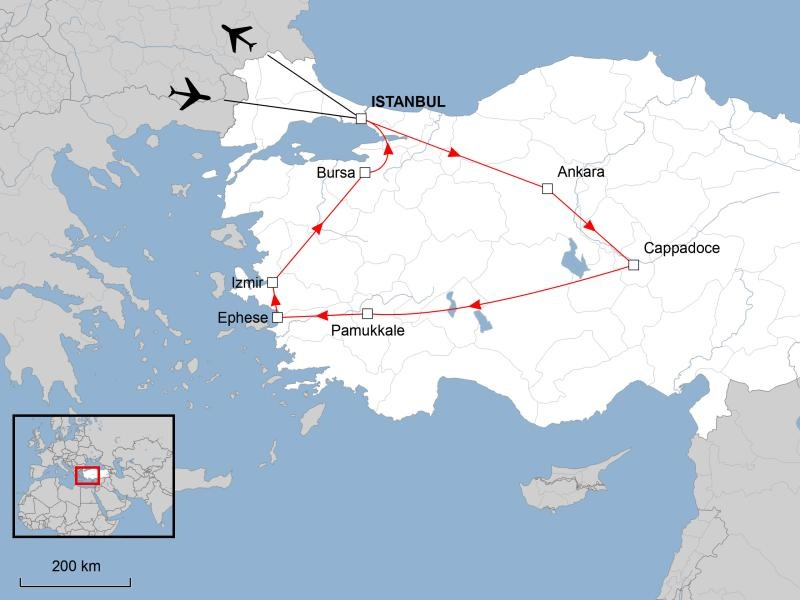 ISTANBUL
Ankara
Bursa
Cappadoce
Izmir
Ephese
Pamukkale
200 km